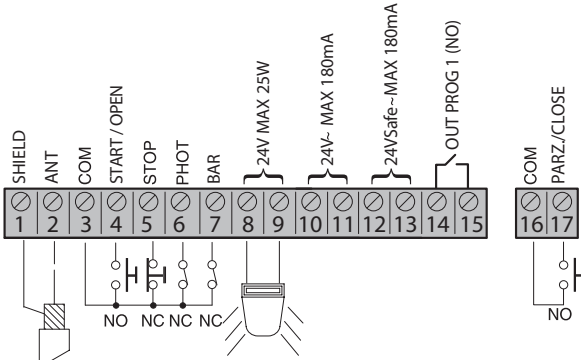 SHIELD
ANT
COM
START / OPEN
STOP
PHOT
BAR
24V MAX 25W
24V~ MAX 180mA
24VSafe~MAX 180mA
OUT PROG 1 (NO)
COM
PARZ./CLOSE
1 2 3 4 5 6 7 8 9 10 11 12 13 14 15
16 17
NO NC NC NC
NO